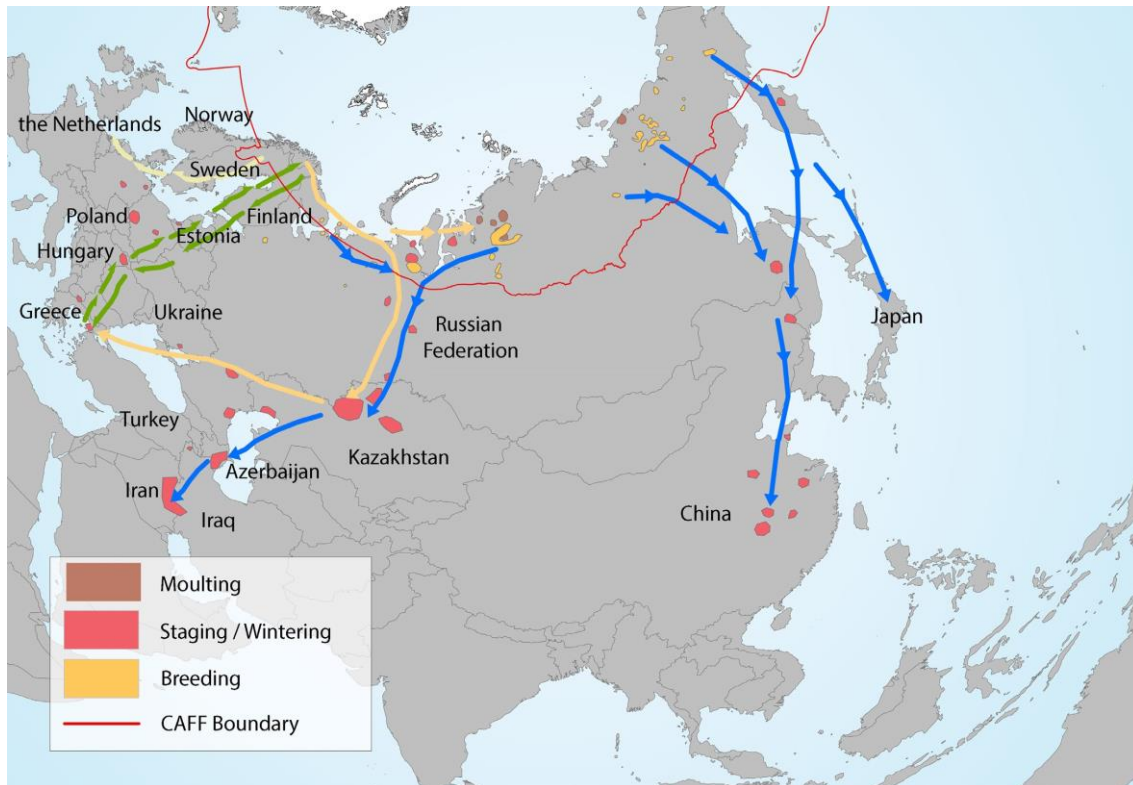 Norway
the Netherlands
Sweden
Poland
Finland
Estonia
Hungary
Greece
Ukraine
Russian
Federation
Japan
Turkey
Kazakhstan
Azerbaijan
Iran
Iraq
China
Moulting
Staging / Wintering
Breeding
CAFF Boundary